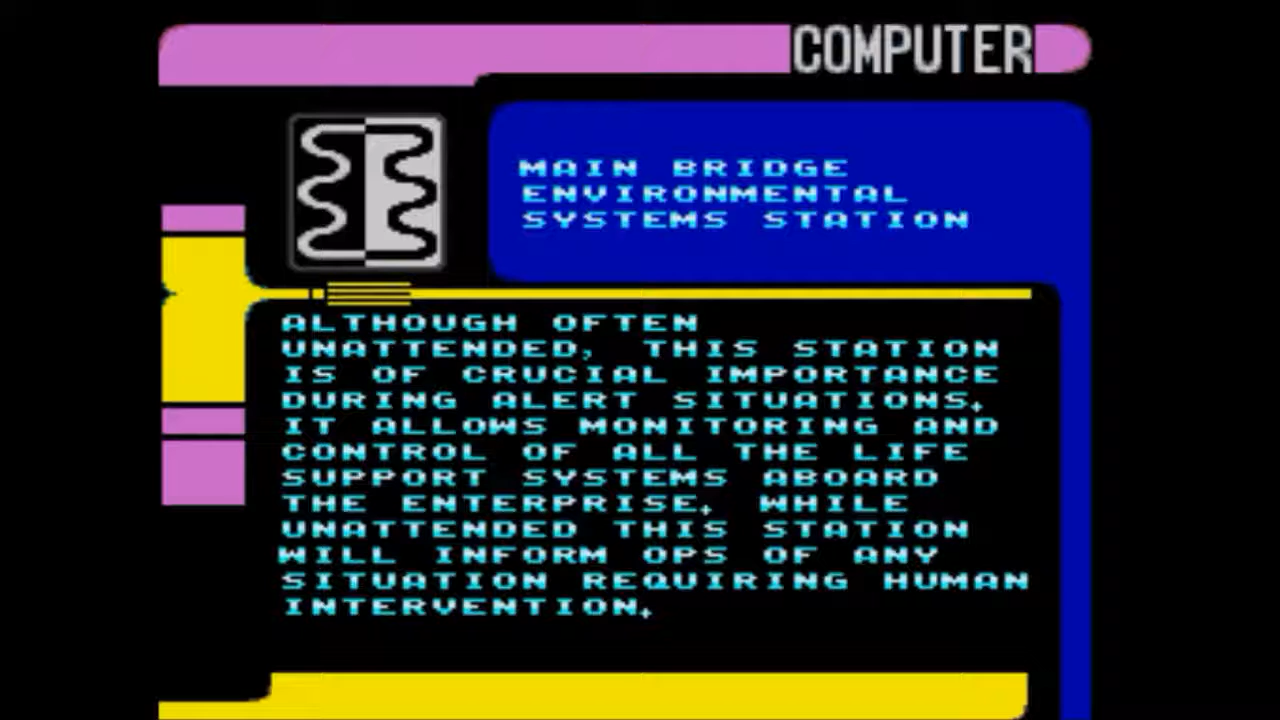 COMPUTER
MAIN BRIDGE
ENVIRONMENTAL
SYSTEMS STATION
ALTHOUGH OFTEN
UNATTENDED, THIS STATION
IS OF CRUCIAL IMPORTANCE
DURING ALERT SITUATIONS.
IT ALLOWS MONITORING AND
CONTROL OF ALL THE LIFE
SUPPORT SYSTEMS ABOARD
THE ENTERPRISE. WHILE
UNATTENDED THIS STATION
WILL INFORM OPS OF ANY
SITUATION REQUIRING HUMAN
INTERVENTION.